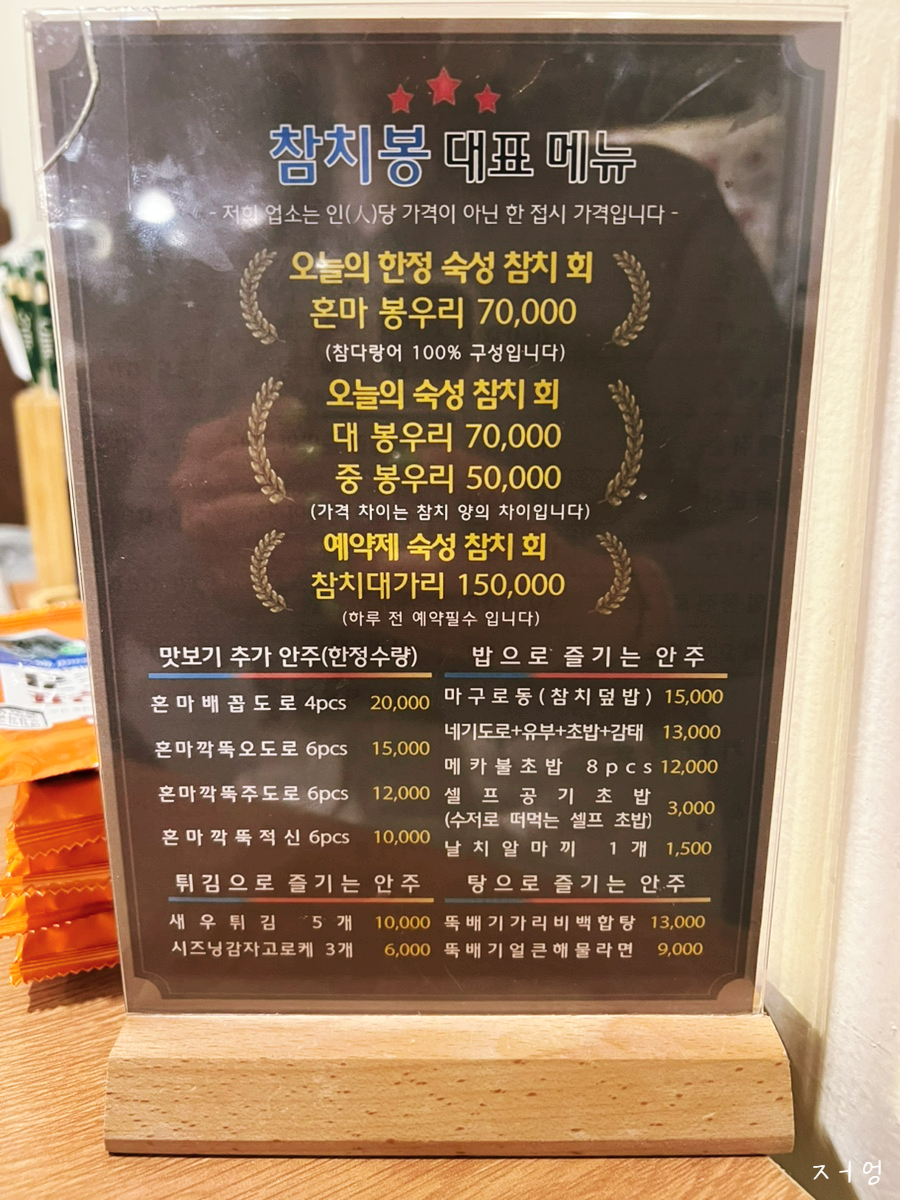 참치봉 대표 메뉴
- 저희 업소는 인(人)당 가격이 아닌 한 접시 가격입니다 -
오늘의 한정 숙성 참치 회
혼마 봉우리 70,000
(참다랑어 100% 구성입니다)
오늘의 숙성 참치 회
대 봉우리 70,000
중 봉우리 50,000
(가격 차이는 참치 양의 차이입니다)
예약제 숙성 참치 회
참치대가리 150,000
(하루 전 예약필수 입니다)
맛보기 추가 안주(한정수량)
혼마배꼽도로 4pcs 20,000
혼마깍뚝오도로 6pcs 15,000
혼마깍뚝주도로 6pcs 12,000
혼마깍뚝적신 6pcs 10,000
밥으로 즐기는 안주
마구로동(참치덮밥) 15,000
네기도로+유부+초밥+감태 13,000
메카불초밥 8pcs 12,000
셀프공기초밥 3,000
(수저로 떠먹는 셀프 초밥)
날치알마끼 1개 1,500
튀김으로 즐기는 안주
새우튀김 5개 10,000
시즈닝감자고로케 3개 6,000
탕으로 즐기는 안주
뚝배기가리비백합탕 13,000
뚝배기얼큰해물라면 9,000
ㅈㅓ엉